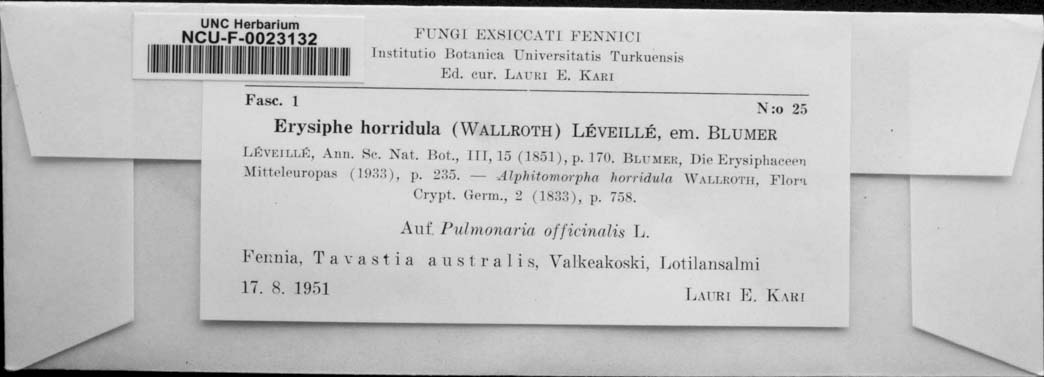 UNC Herbarium
NCU-F-0023132
FUNGI EXSICCATI FENNICI
Institutio Botanica Universitatis Turkuensis
Ed. cur. LAURI E. KARI
Fasc. 1 N:o 25
Erysiphe horridula (WALLROTH) LÉVEILLÉ, em. BLUMER
LÉVEILLÉ, Ann. Sc. Nat. Bot., III, 15 (1851), p. 170. BLUMER, Die Erysiphaceen
Mitteleuropas (1933), p. 235. — Alphitomorpha horridula WALLROTH, Flora
Crypt. Germ., 2 (1833), p. 758.
Auf Pulmonaria officinalis L.
Fennia, Tavastia australis, Valkeakoski, Lotilansalmi
17. 8. 1951 LAURI E. KARI